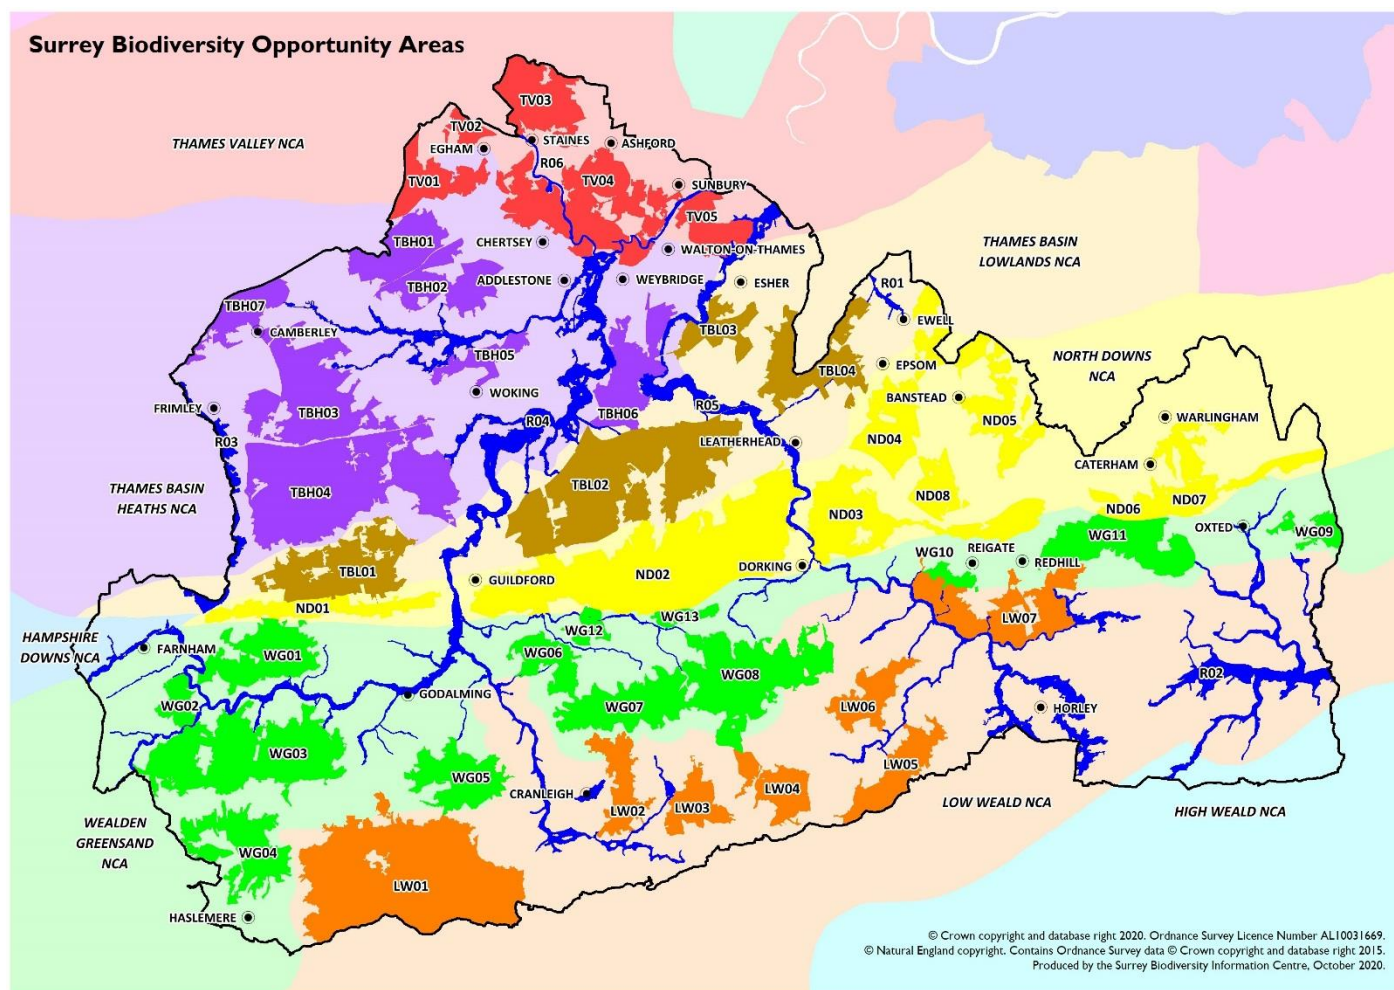 Surrey Biodiversity Opportunity Areas
TV03
THAMES VALLEY NCA
TV02
STAINES
ASHFORD
EGHAM
R06
TV01
TV04
SUNBURY
TV05
TBH01
CHERTSEY
WALTON-ON-THAMES
THAMES BASIN
LOWLANDS NCA
TBH02
ADDLESTONE
WEYBRIDGE
ESHER
R01
TBH07
CAMBERLEY
TBL03
EWELL
TBH05
TBL04
EPSOM
NORTH DOWNS
NCA
WOKING
BANSTEAD
FRIMLEY
TBH03
TBH06
R05
WARLINGHAM
R03
R04
LEATHERHEAD
ND04
ND05
CATERHAM
THAMES BASIN
HEATHS NCA
TBH04
TBL02
ND08
ND07
ND06
ND03
OXTED
WG09
WG11
TBL01
GUILDFORD
ND02
DORKING
WG10
REIGATE
REDHILL
ND01
HAMPSHIRE
DOWNS NCA
FARNHAM
WG01
WG12
WG13
LW07
WG06
WG08
R02
WG02
GODALMING
WG07
LW06
HORLEY
WG03
WG05
LW05
CRANLEIGH
LW02
LW03
LW04
LOW WEALD NCA
HIGH WEALD NCA
WEALDEN
GREENSAND
NCA
WG04
LW01
HASLEMERE
© Crown copyright and database right 2020. Ordnance Survey Licence Number AL10031669.
© Natural England copyright. Contains Ordnance Survey data © Crown copyright and database right 2015.
Produced by the Surrey Biodiversity Information Centre, October 2020.